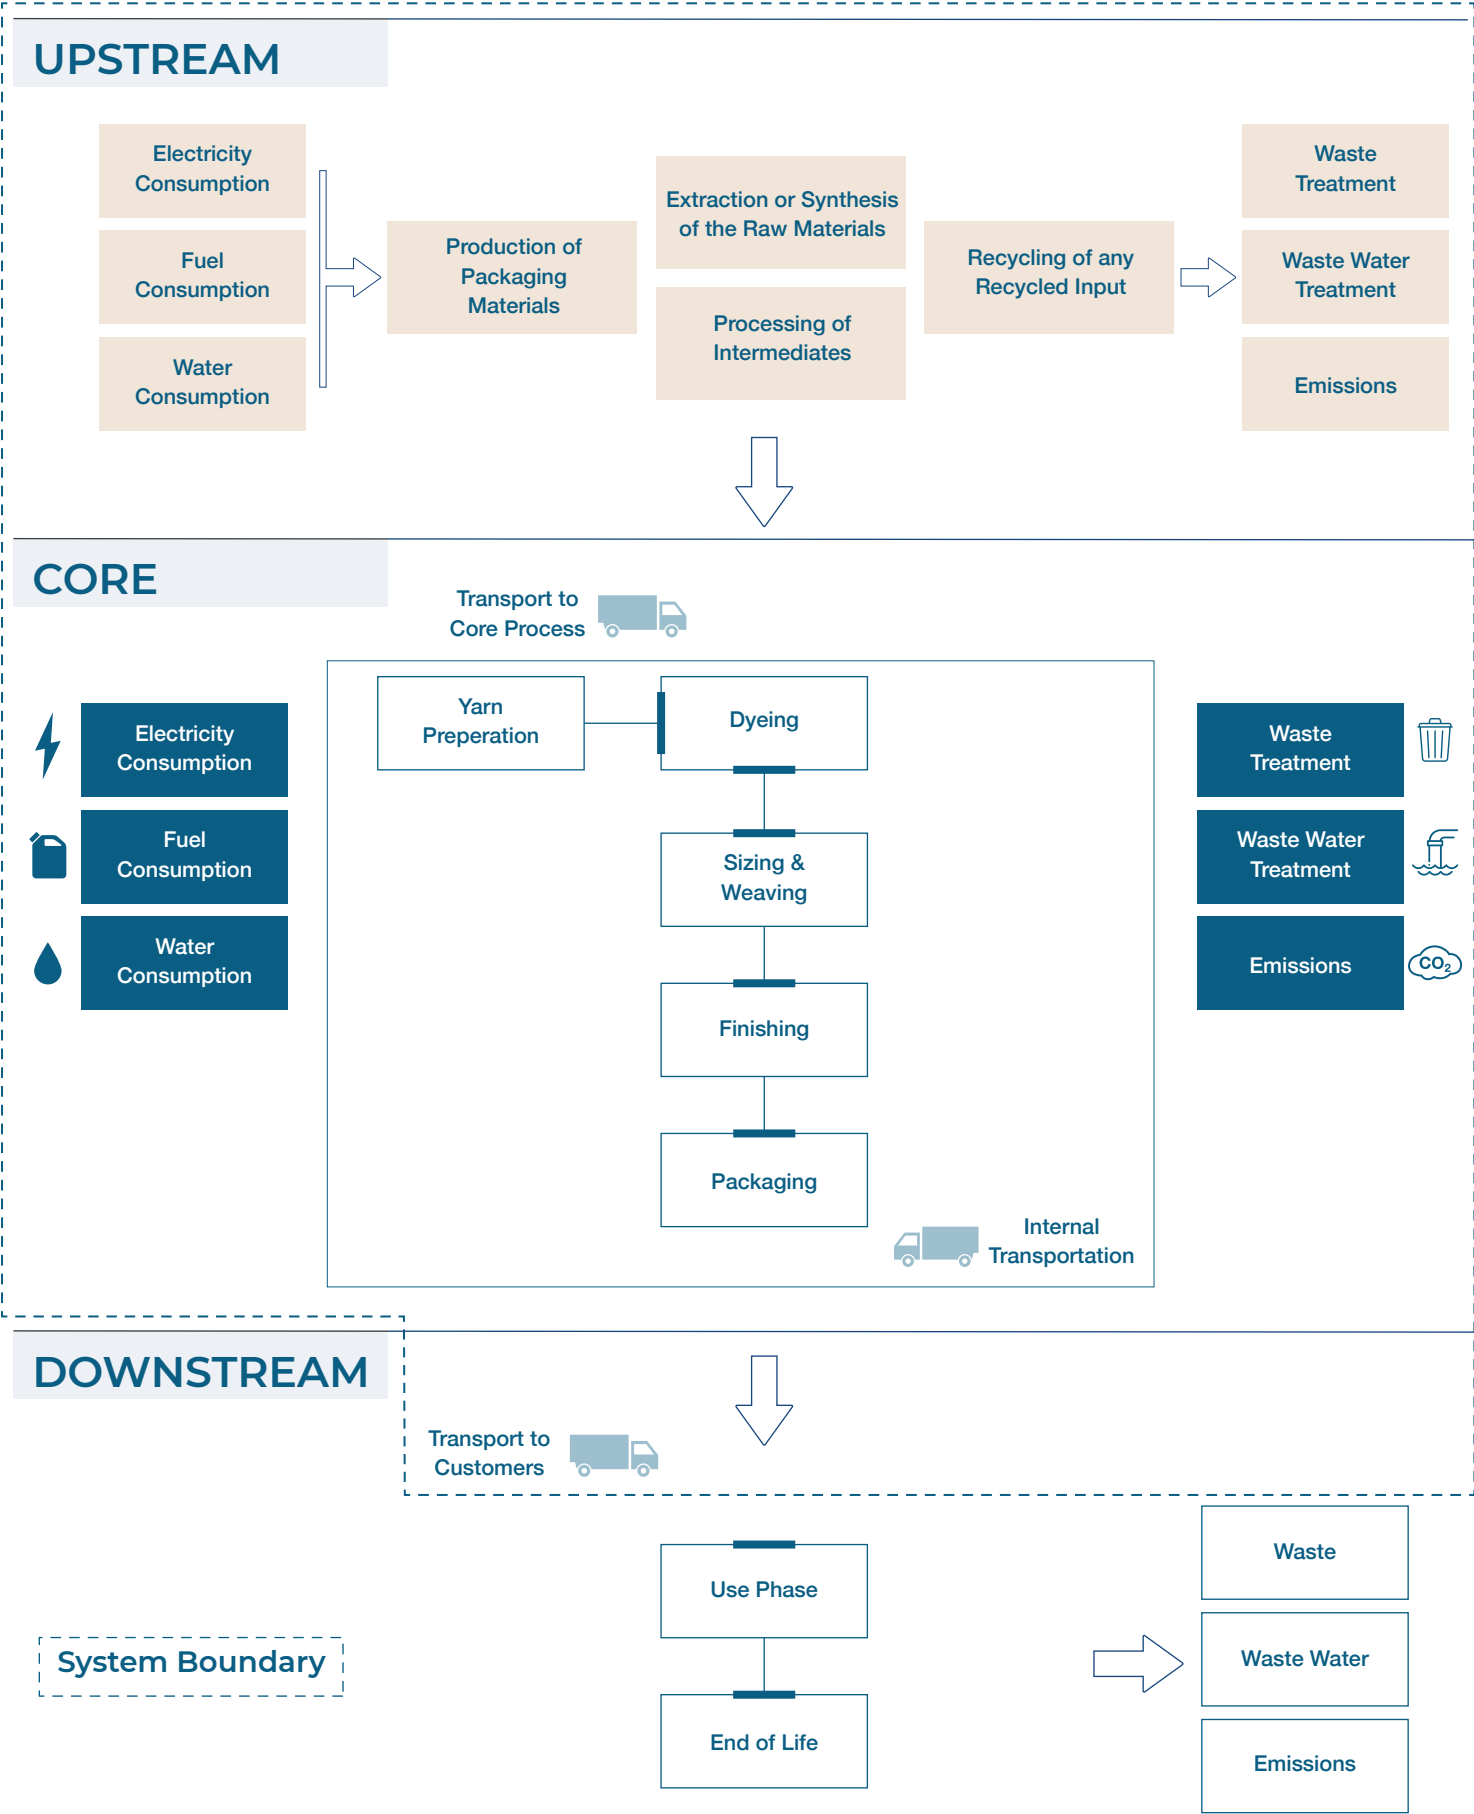 UPSTREAM
Electricity
Consumption
Fuel
Consumption
Water
Consumption
Production of
Packaging
Materials
Extraction or Synthesis
of the Raw Materials
Processing of
Intermediates
Recycling of any
Recycled Input
Waste
Treatment
Waste Water
Treatment
Emissions
CORE
Transport to
Core Process
Electricity
Consumption
Fuel
Consumption
Water
Consumption
Yarn
Preperation
Dyeing
Sizing &
Weaving
Finishing
Packaging
Internal
Transportation
Waste
Treatment
Waste Water
Treatment
Emissions
CO₂
DOWNSTREAM
Transport to
Customers
Use Phase
End of Life
Waste
Waste Water
Emissions
System Boundary